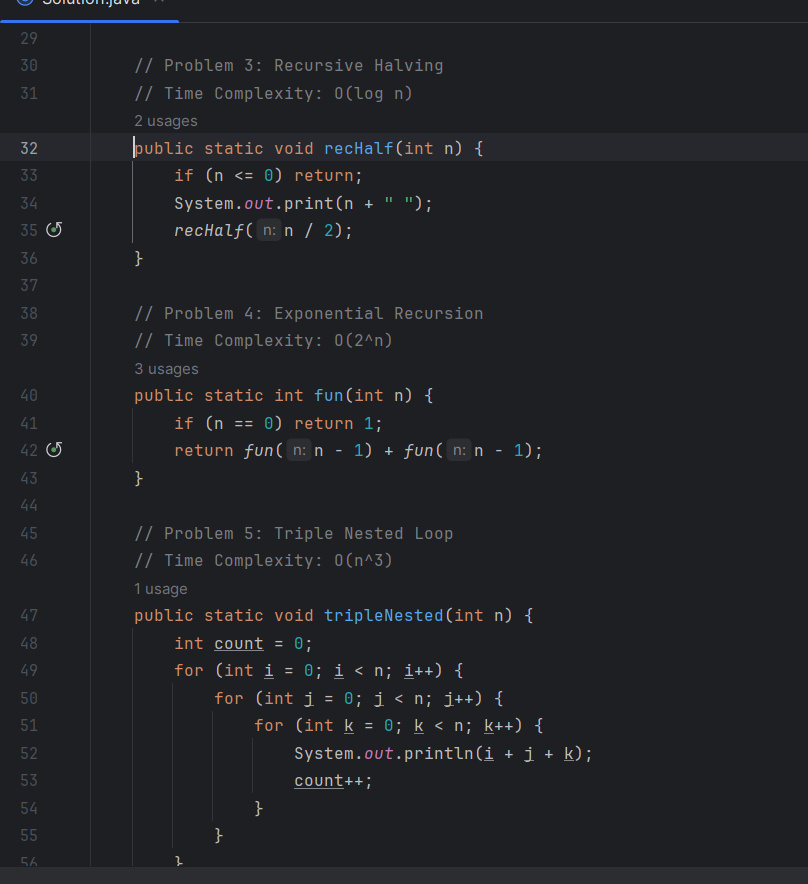 Solution.java
29
30 // Problem 3: Recursive Halving
31 // Time Complexity: O(log n)
2 usages
32 public static void recHalf(int n) {
33 if (n <= 0) return;
34 System.out.print(n + " ");
35 recHalf( n: n / 2);
36 }
37
38 // Problem 4: Exponential Recursion
39 // Time Complexity: O(2^n)
3 usages
40 public static int fun(int n) {
41 if (n == 0) return 1;
42 return fun( n: n - 1) + fun( n: n - 1);
43 }
44
45 // Problem 5: Triple Nested Loop
46 // Time Complexity: O(n^3)
1 usage
47 public static void tripleNested(int n) {
48 int count = 0;
49 for (int i = 0; i < n; i++) {
50 for (int j = 0; j < n; j++) {
51 for (int k = 0; k < n; k++) {
52 System.out.println(i + j + k);
53 count++;
54 }
55 }
56 }